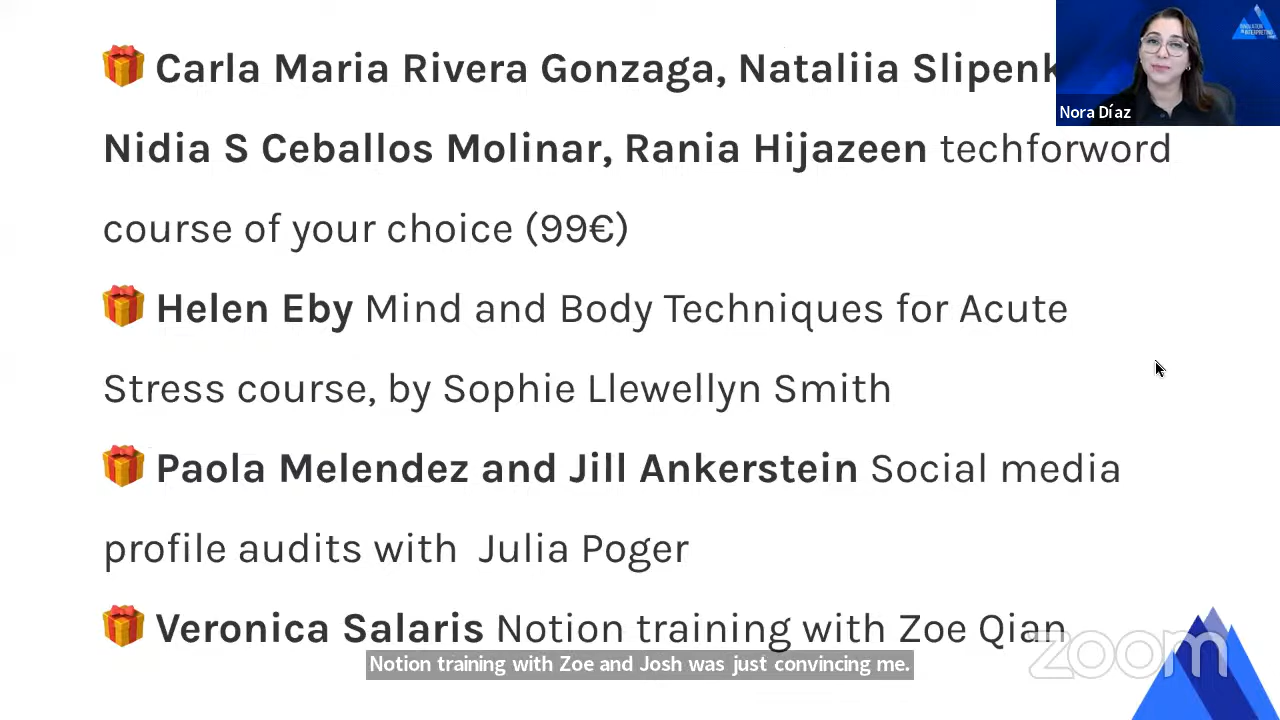 Carla Maria Rivera Gonzaga, Nataliia
Nidia S Ceballos Molinar, Rania Hijazeen techforword
course of your choice (99€)
Helen Eby Mind and Body Techniques for Acute
Stress course, by Sophie Llewellyn Smith
Paola Melendez and Jill Ankerstein Social media
profile audits with Julia Poger
Veronica Salaris Notion training with Zoe Qian
Notion training with Zoe and Josh was just convincing me.
Nora Díaz
zoom